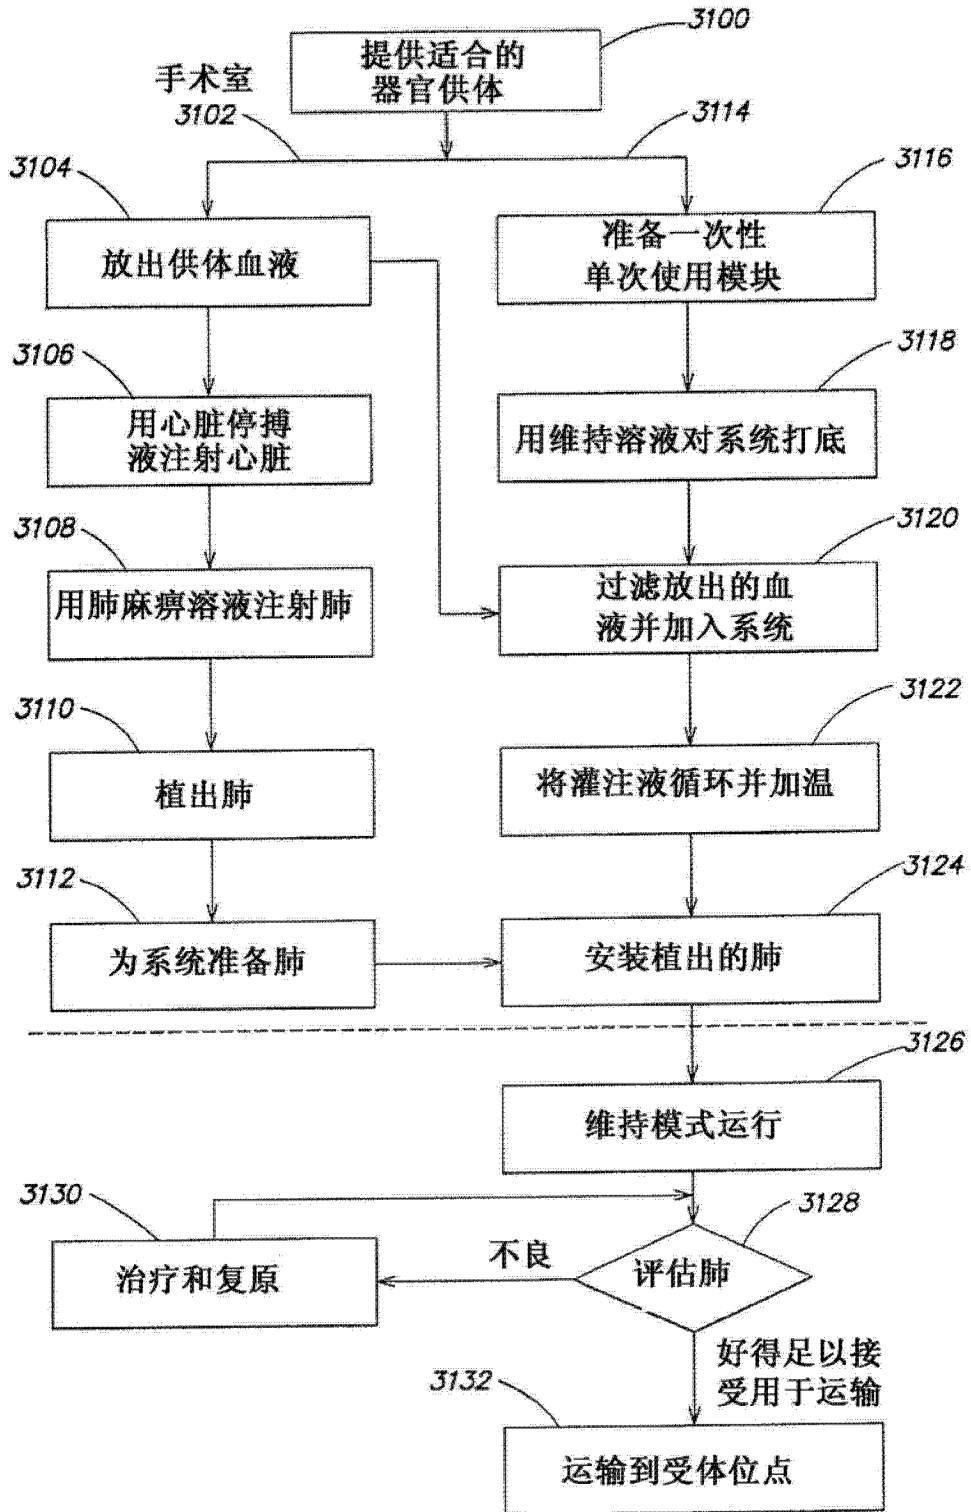 3100
提供适合的
器官供体
手术室
3102
3114
3104
放出供体血液
3116
准备一次性
单次使用模块
3106
用心脏停搏
液注射心脏
3118
用维持溶液对系统打底
3108
用肺麻痹溶液注射肺
3120
过滤放出的血
液并加入系统
3110
植出肺
3122
将灌注液循环并加温
3112
为系统准备肺
3124
安装植出的肺
3126
维持模式运行
3130
治疗和复原
不良
3128
评估肺
好得足以接
受用于运输
3132
运输到受体位点